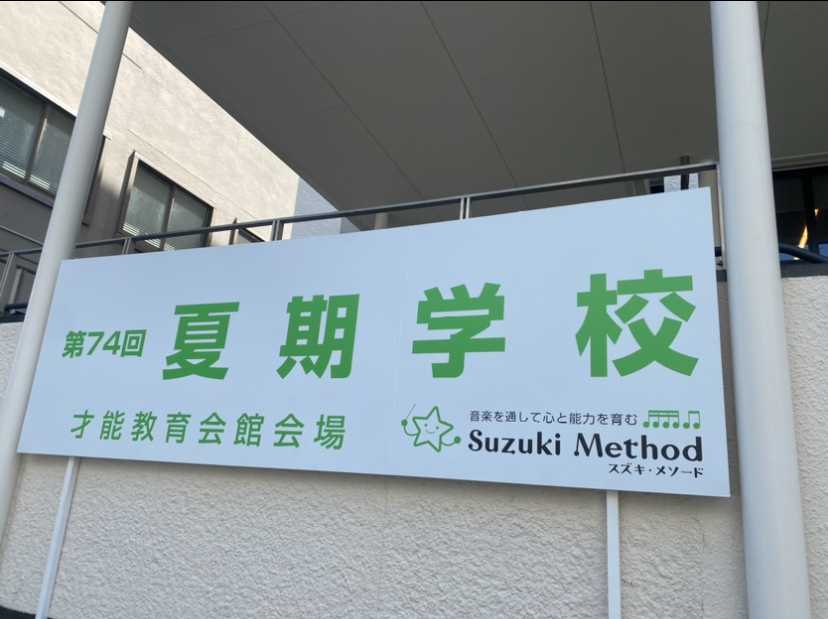 第74回 夏期学校
才能教育会館会場
音楽を通して心と能力を育む
Suzuki Method
スズキ・メソード